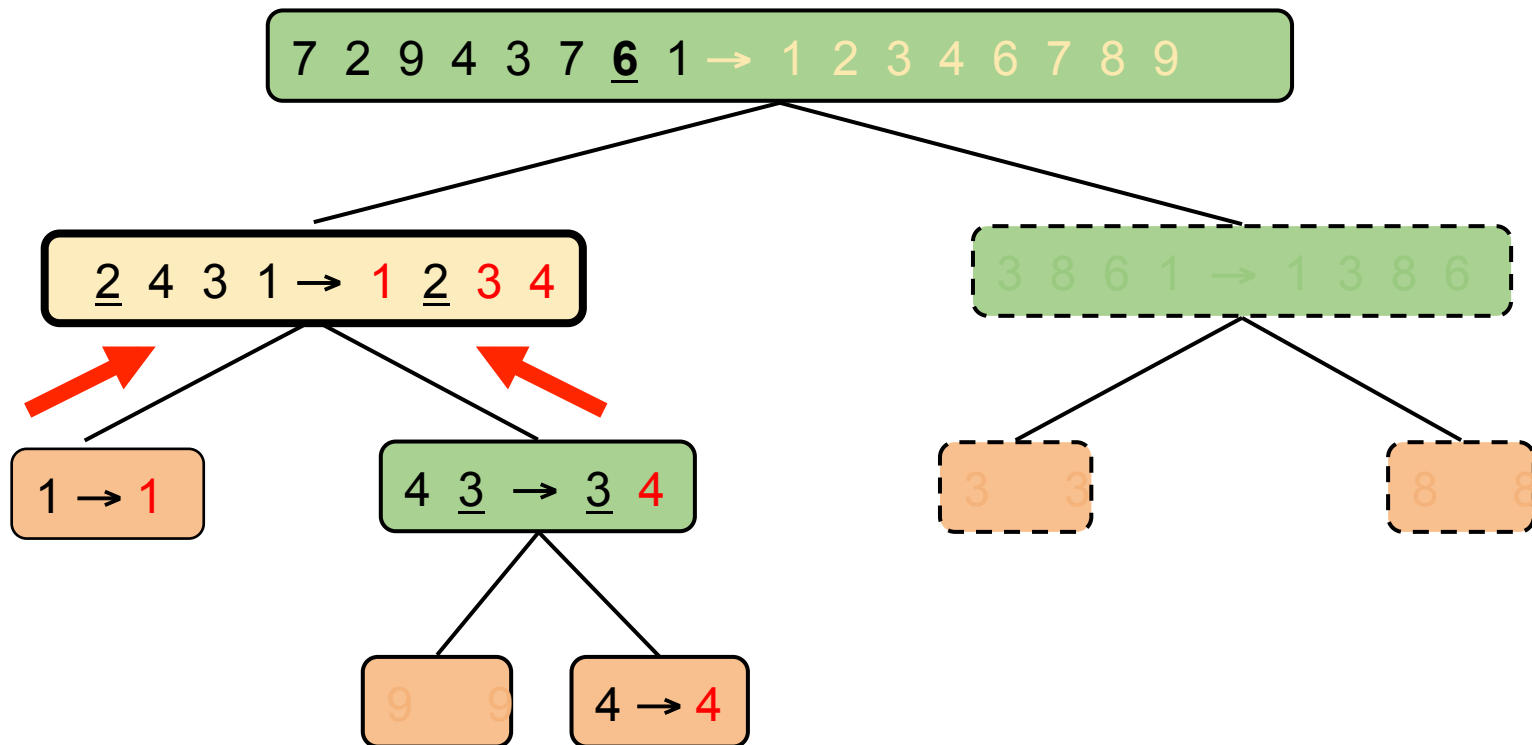 7 2 9 4 3 7 6 1 → 1 2 3 4 6 7 8 9
2 4 3 1 → 1 2 3 4
3 8 6 1 → 1 3 8 6
1 → 1
4 3 → 3 4
3 3
8 8
9 9
4 → 4